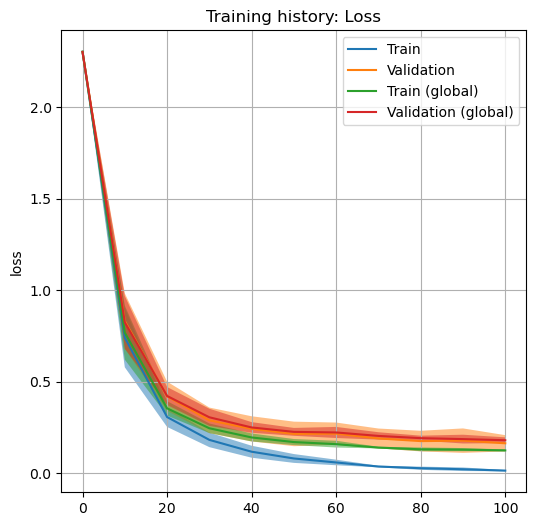 Training history: Loss
Train
Validation
Train (global)
Validation (global)
2.0
1.5
1.0
0.5
0.0
loss
0 20 40 60 80 100